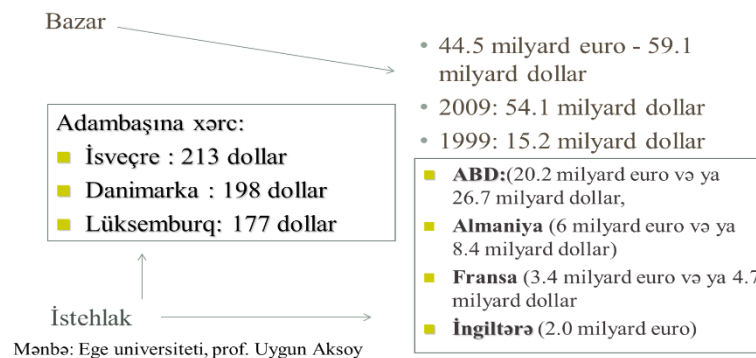 Bazar
• 44.5 milyard euro - 59.1
milyard dollar
• 2009: 54.1 milyard dollar
• 1999: 15.2 milyard dollar
Adambaşına xərc:
İsveçre : 213 dollar
Danimarka : 198 dollar
Lüksemburq: 177 dollar
ABD:(20.2 milyard euro və ya
26.7 milyard dollar,
Almaniya (6 milyard euro və ya
8.4 milyard dollar)
Fransa (3.4 milyard euro və ya 4.7
milyard dollar
İngiltərə (2.0 milyard euro)
İstehlak
Mənbə: Ege universiteti, prof. Uygun Aksoy